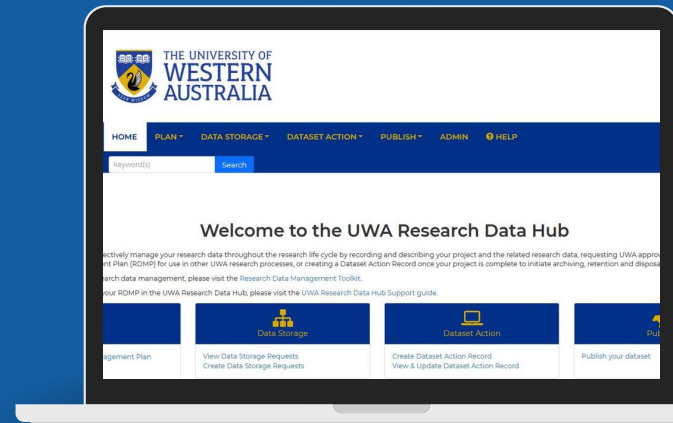 THE UNIVERSITY OF
WESTERN
AUSTRALIA
HOME PLAN DATA STORAGE DATASET ACTION PUBLISH ADMIN HELP
keyword(s) Search
Welcome to the UWA Research Data Hub
ectively manage your research data throughout the research life cycle by recording and describing your project and the related research data, requesting UWA approv
ent Plan (RDMP) for use in other UWA research processes, or creating a Dataset Action Record once your project is complete to initiate archiving, retention and disposa
earch data management, please visit the Research Data Management Toolkit.
your RDMP in the UWA Research Data Hub, please visit the UWA Research Data Hub Support guide.
Data Storage Dataset Action Pub
agement Plan View Data Storage Requests Create Dataset Action Record Publish your dataset
Create Data Storage Requests View & Update Dataset Action Record